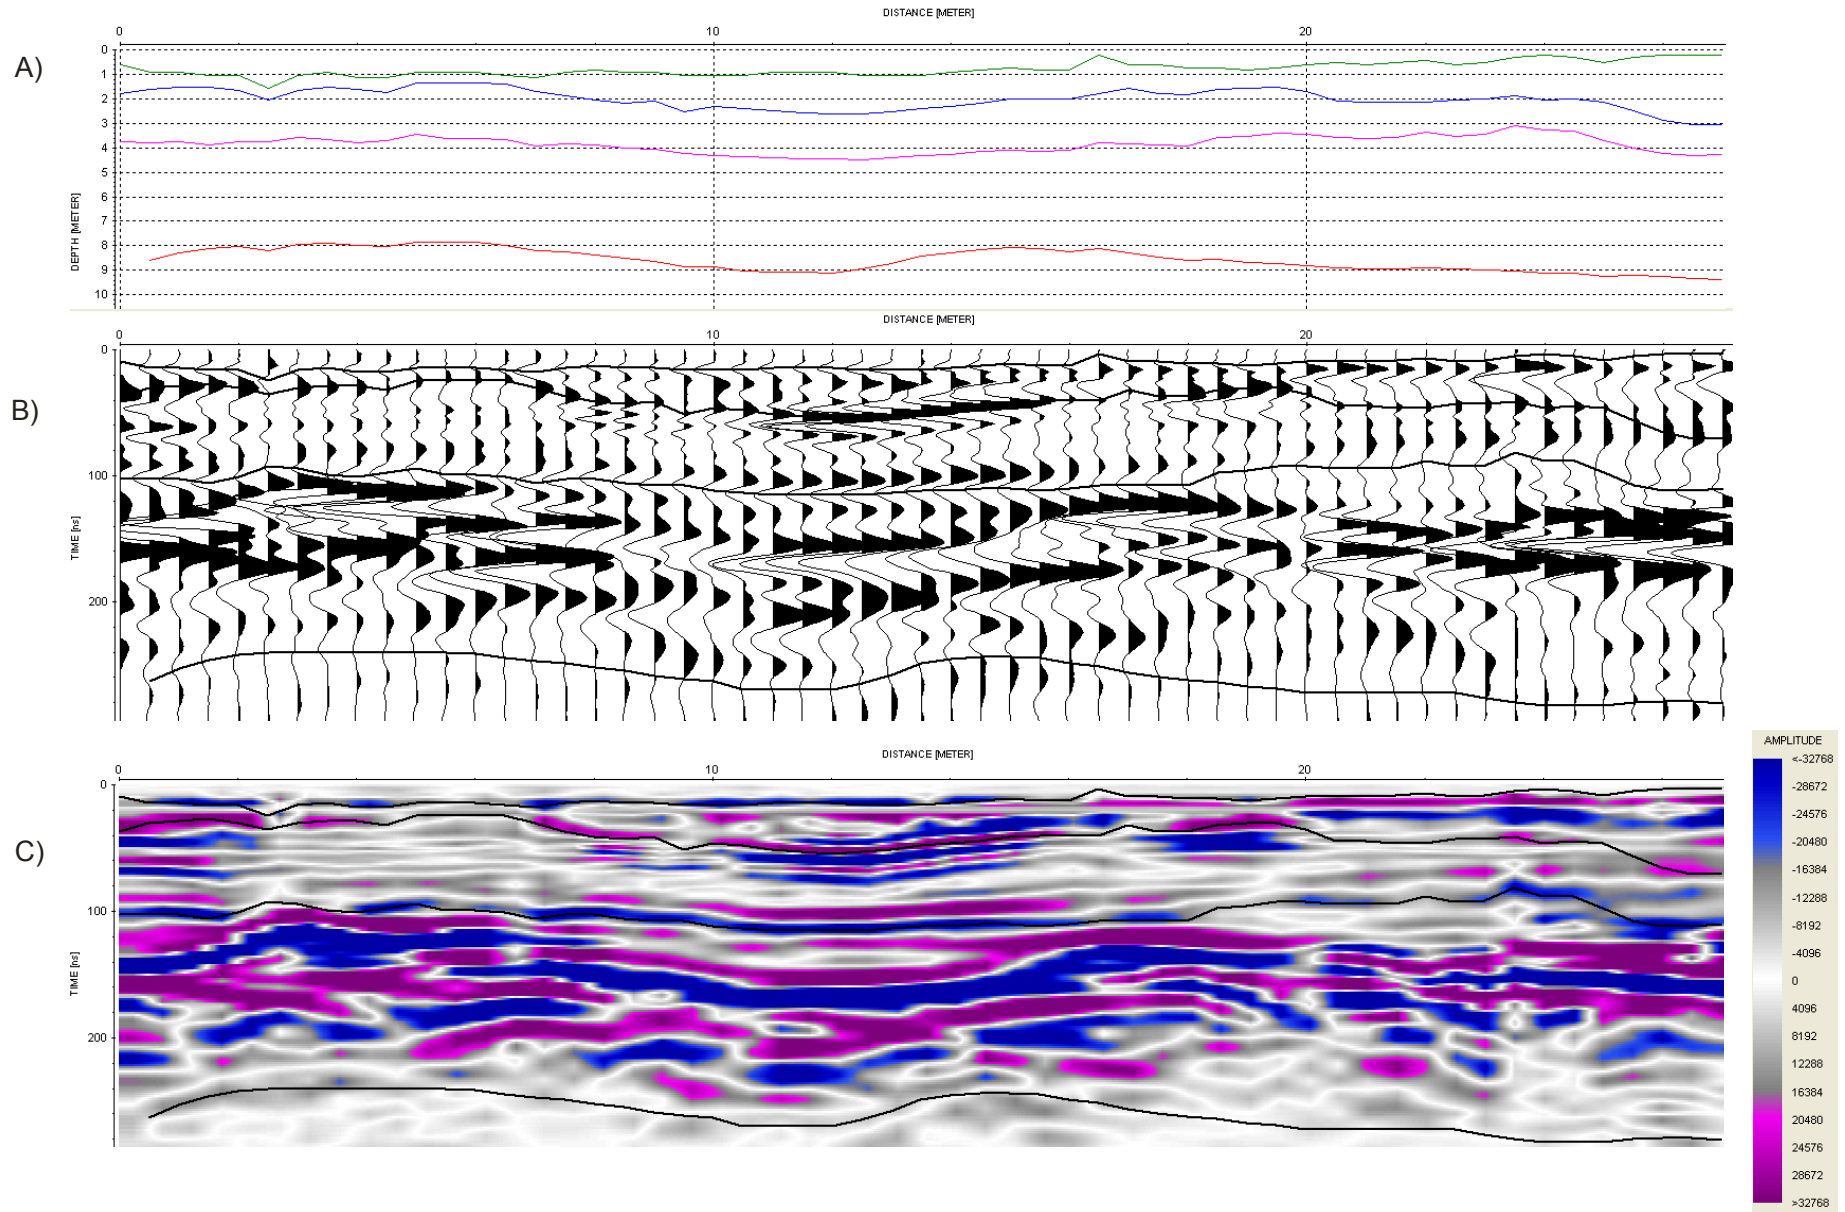 DISTANCE [METER]
0 10 20
A)
0
1
2
3
4
5
6
7
8
9
10
DEPTH [METER]
DISTANCE [METER]
0 10 20
B)
0
100
200
TIME [ns]
DISTANCE [METER]
0 10 20
C)
0
100
200
TIME [ns]
AMPLITUDE
<-32768
-28672
-24576
-20480
-16384
-12288
-8192
-4096
0
4096
8192
12288
16384
20480
24576
28672
>32768